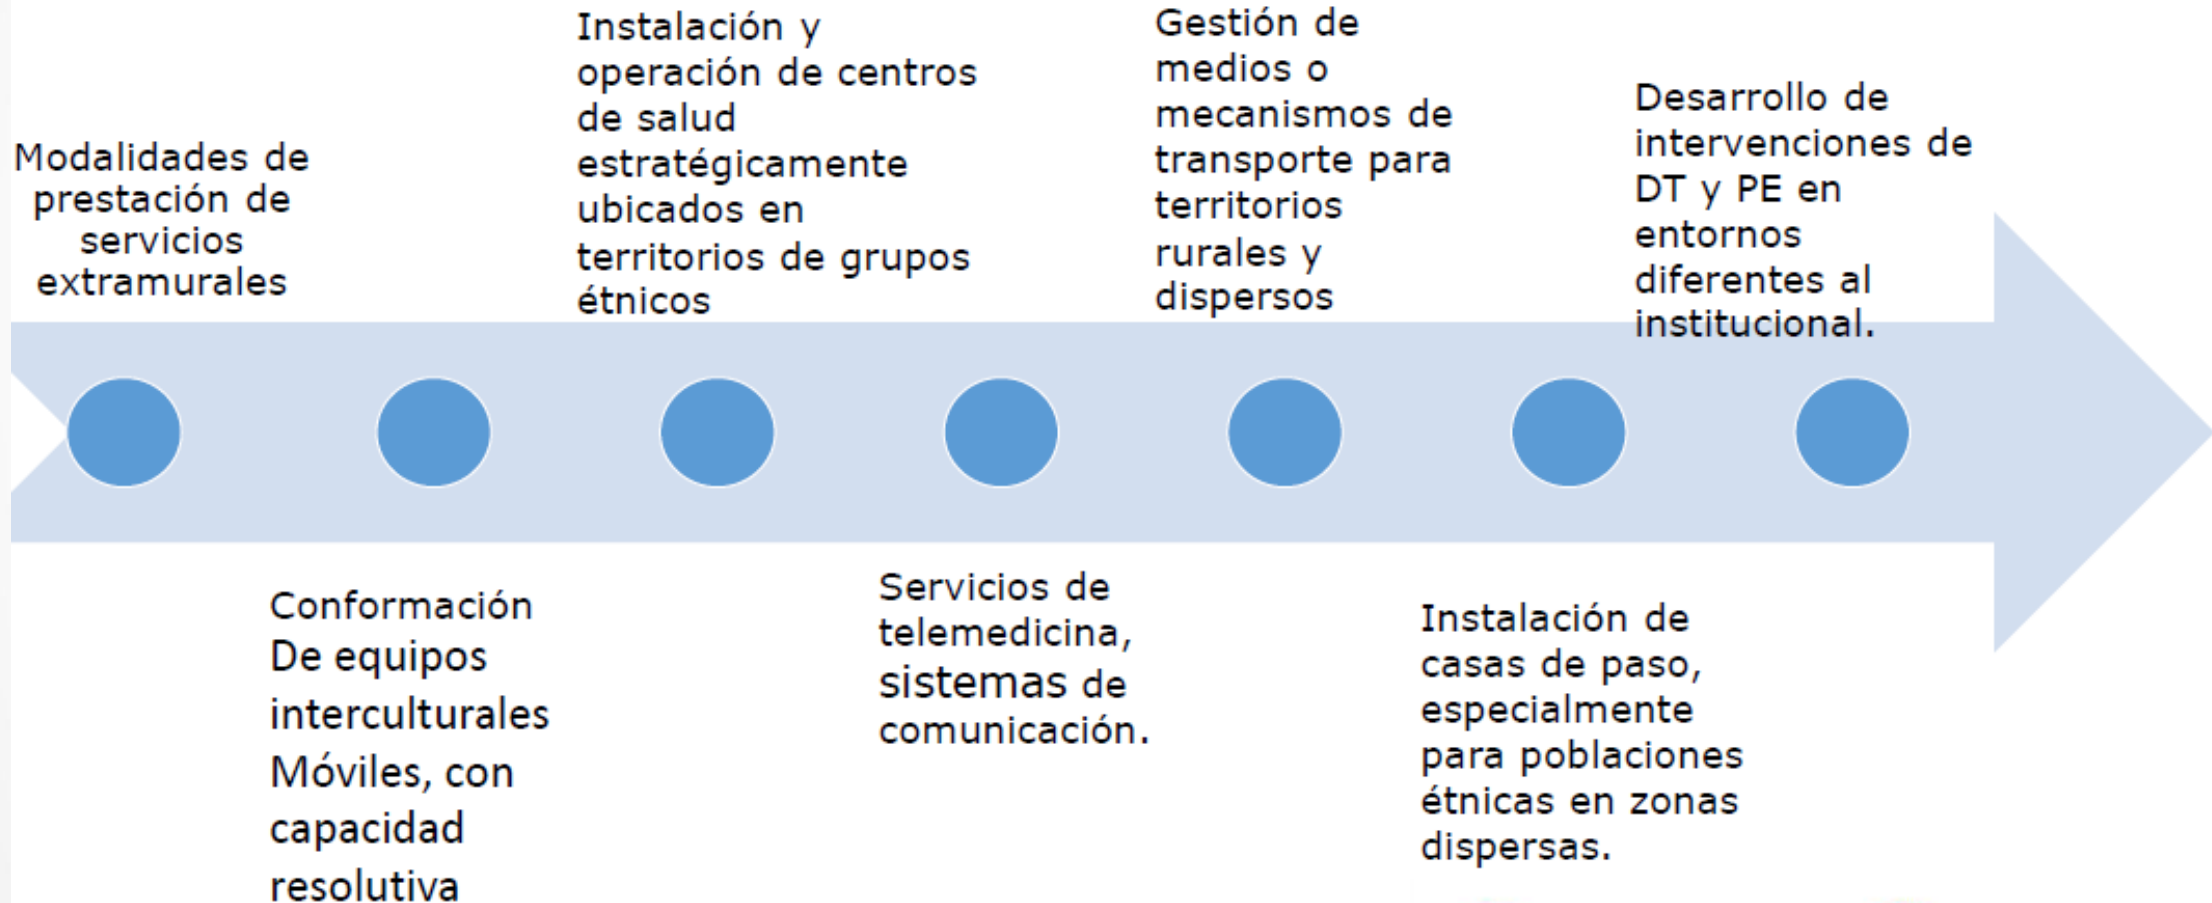 Modalidades de
prestación de
servicios
extramurales
Conformación
De equipos
interculturales
Móviles, con
capacidad
resolutiva
Instalación y
operación de centros
de salud
estratégicamente
ubicados en
territorios de grupos
étnicos
Servicios de
telemedicina,
sistemas de
comunicación.
Gestión de
medios o
mecanismos de
transporte para
territorios
rurales y
dispersos
Instalación de
casas de paso,
especialmente
para poblaciones
étnicas en zonas
dispersas.
Desarrollo de
intervenciones de
DT y PE en
entornos
diferentes al
institucional.